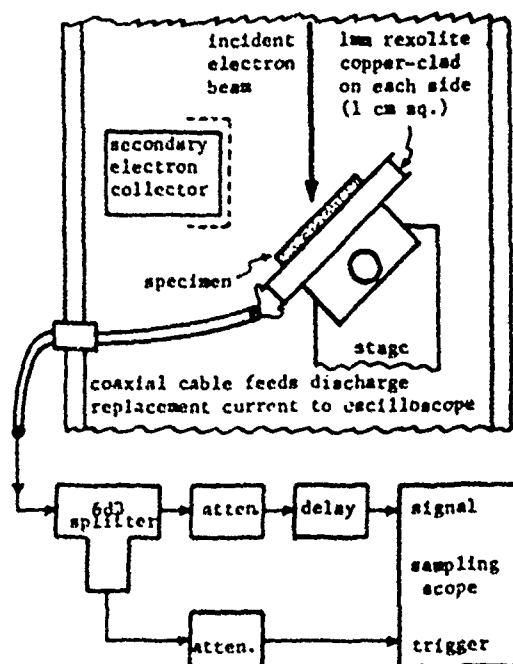 incident
electron
beam
1mm rexolite
copper-clad
on each side
(1 cm sq.)
secondary
electron
collector
specimen
stage
coaxial cable feeds discharge
replacement current to oscilloscope
splitter
atten.
delay
signal
sampling
scope
atten.
trigger